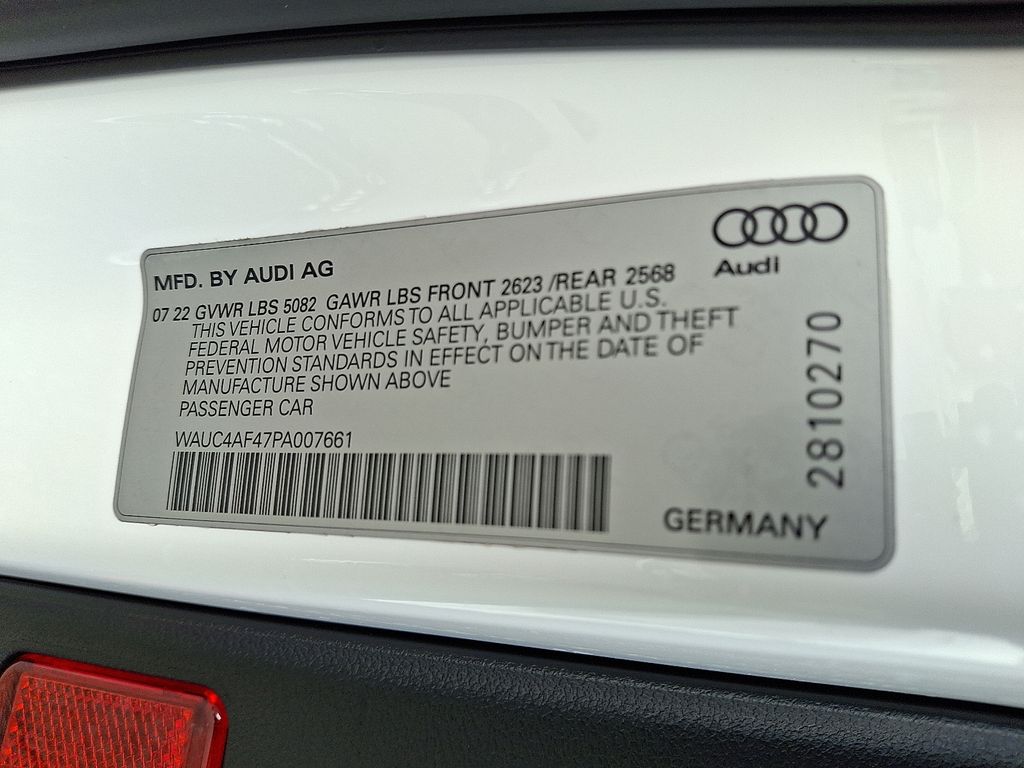 Audi
MFD. BY AUDI AG
07 22 GVWR LBS 5082 GAWR LBS FRONT 2623 /REAR 2568
THIS VEHICLE CONFORMS TO ALL APPLICABLE U.S.
FEDERAL MOTOR VEHICLE SAFETY, BUMPER AND THEFT
PREVENTION STANDARDS IN EFFECT ON THE DATE OF
MANUFACTURE SHOWN ABOVE
PASSENGER CAR
WAUC4AF47PA007661
2810270
GERMANY